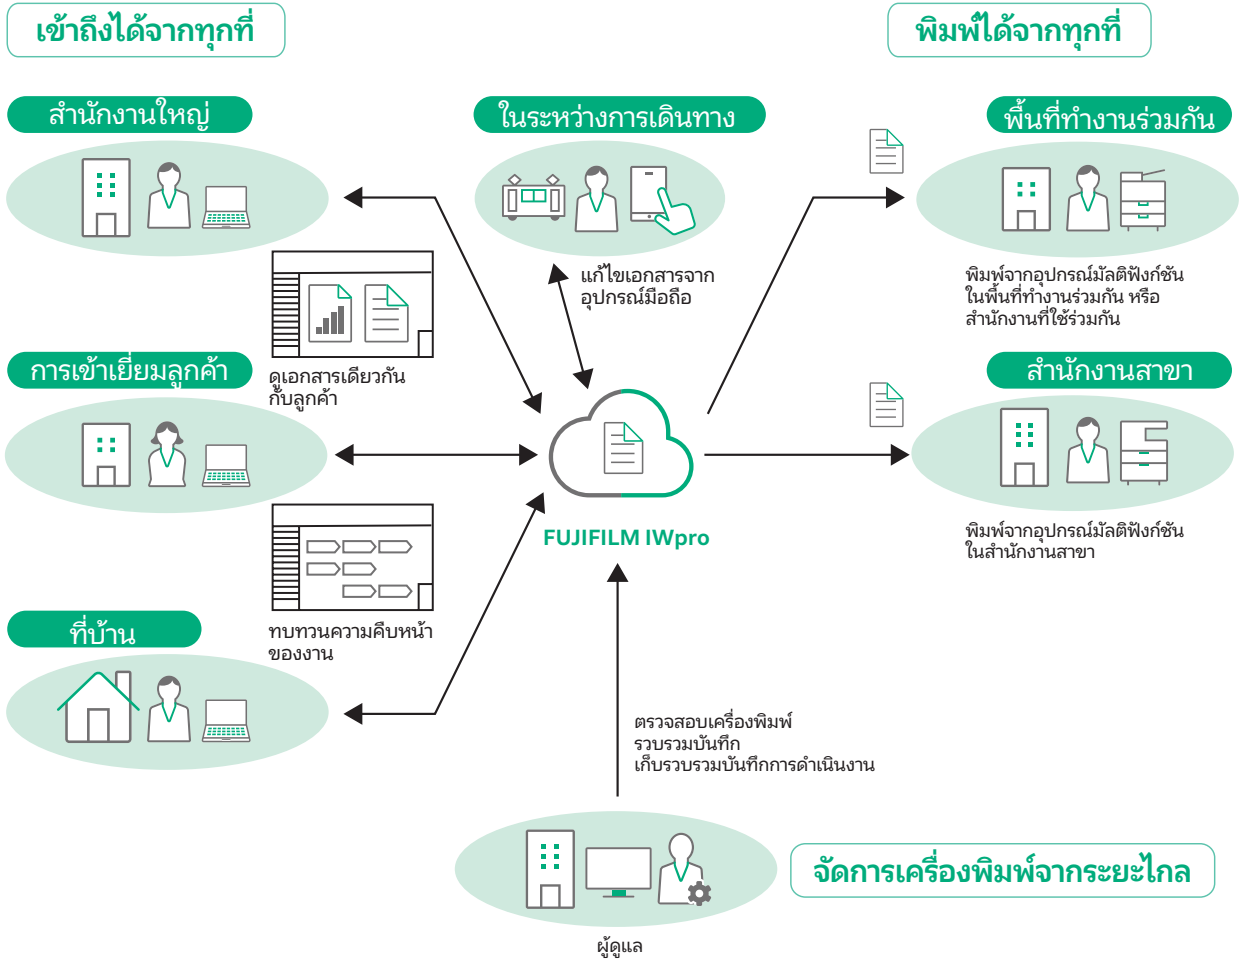 เข้าถึงได้จากทุกที่
พิมพ์ได้จากทุกที่
สำนักงานใหญ่
ในระหว่างการเดินทาง
พื้นที่ทำงานร่วมกัน
แก้ไขเอกสารจาก
อุปกรณ์มือถือ
พิมพ์จากอุปกรณ์มัลติฟังก์ชัน
ในพื้นที่ทำงานร่วมกัน หรือ
สำนักงานที่ใช้ร่วมกัน
การเข้าเยี่ยมลูกค้า
ดูเอกสารเดียวกัน
กับลูกค้า
สำนักงานสาขา
FUJIFILM IWpro
พิมพ์จากอุปกรณ์มัลติฟังก์ชัน
ในสำนักงานสาขา
ที่บ้าน
ทบทวนความคืบหน้า
ของงาน
ตรวจสอบเครื่องพิมพ์
รวบรวมบันทึก
เก็บรวบรวมบันทึกการดำเนินงาน
จัดการเครื่องพิมพ์จากระยะไกล
ผู้ดูแล